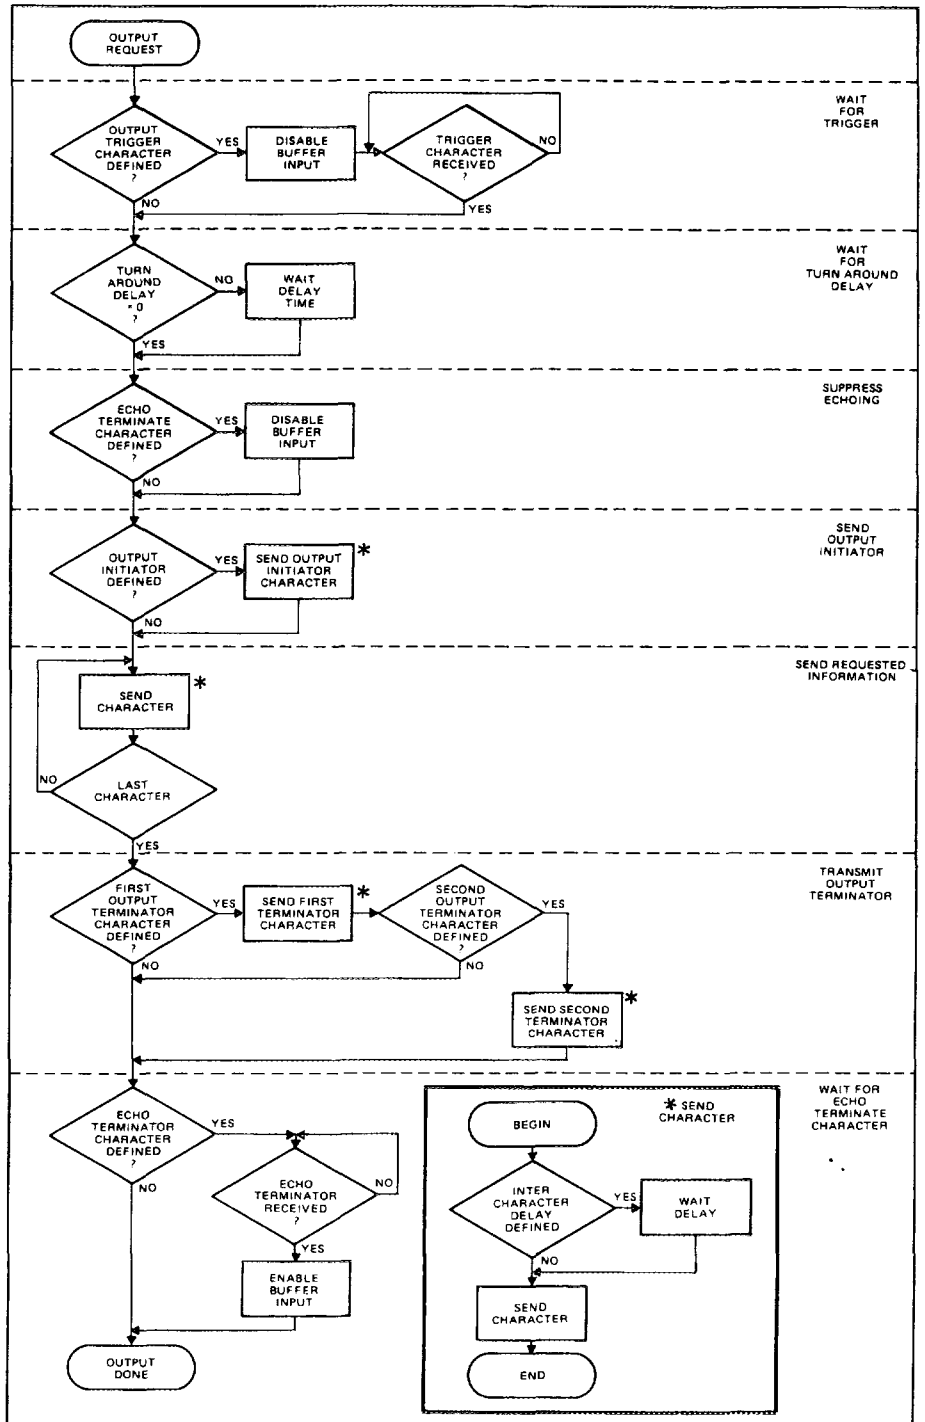 OUTPUT
REQUEST
WAIT
FOR
TRIGGER
OUTPUT
TRIGGER
CHARACTER
DEFINED
?
YES
DISABLE
BUFFER
INPUT
TRIGGER
CHARACTER
RECEIVED
?
NO
NO
YES
WAIT
FOR
TURN AROUND
DELAY
TURN
AROUND
DELAY
= 0
?
NO
WAIT
DELAY
TIME
YES
SUPPRESS
ECHOING
ECHO
TERMINATE
CHARACTER
DEFINED
?
YES
DISABLE
BUFFER
INPUT
NO
SEND
OUTPUT
INITIATOR
OUTPUT
INITIATOR
DEFINED
?
YES
SEND OUTPUT
INITIATOR
CHARACTER
*
NO
SEND REQUESTED
INFORMATION
SEND
CHARACTER
*
NO
LAST
CHARACTER
YES
TRANSMIT
OUTPUT
TERMINATOR
FIRST
OUTPUT
TERMINATOR
CHARACTER
DEFINED
?
YES
SEND FIRST
TERMINATOR
CHARACTER
*
SECOND
OUTPUT
TERMINATOR
CHARACTER
DEFINED
?
YES
NO
NO
SEND SECOND
TERMINATOR
CHARACTER
*
WAIT FOR
ECHO
TERMINATE
CHARACTER
ECHO
TERMINATOR
CHARACTER
DEFINED
?
YES
NO
ECHO
TERMINATOR
RECEIVED
?
NO
YES
ENABLE
BUFFER
INPUT
OUTPUT
DONE
* SEND
CHARACTER
BEGIN
INTER
CHARACTER
DELAY
DEFINED
YES
WAIT
DELAY
NO
SEND
CHARACTER
END